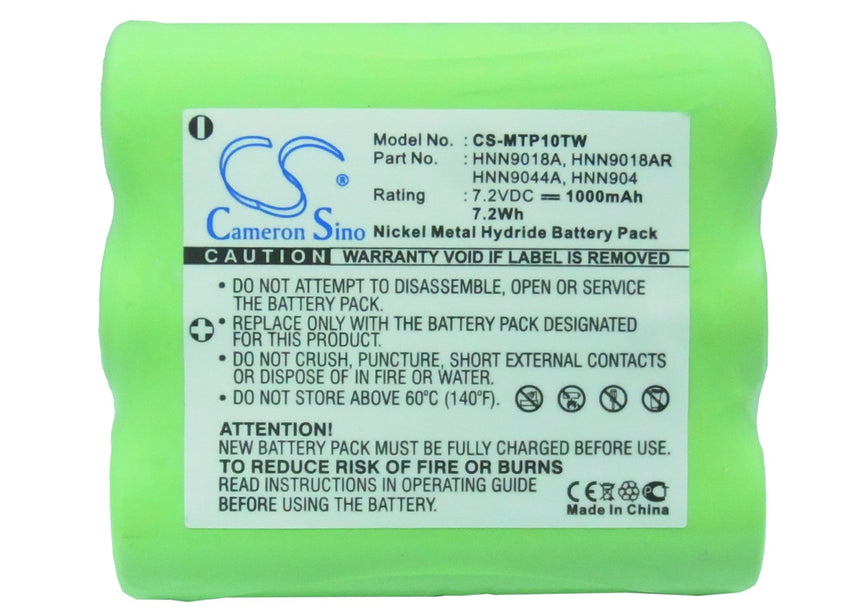 CS®
Cameron Sino
Model No. : CS-MTP10TW
Part No. : HNN9018A, HNN9018AR
HNN9044A, HNN904
Rating : 7.2VDC 1000mAh
7.2Wh
Nickel Metal Hydride Battery Pack
CAUTION WARRANTY VOID IF LABEL IS REMOVED
• DO NOT ATTEMPT TO DISASSEMBLE, OPEN OR SERVICE
THE BATTERY PACK.
• REPLACE ONLY WITH THE BATTERY PACK DESIGNATED
FOR THIS PRODUCT.
• DO NOT CRUSH, PUNCTURE, SHORT EXTERNAL CONTACTS
OR DISPOSE OF IN FIRE OR WATER.
• DO NOT STORE ABOVE 60°C (140°F).
ATTENTION!
NEW BATTERY PACK MUST BE FULLY CHARGED BEFORE USE.
TO REDUCE RISK OF FIRE OR BURNS
READ INSTRUCTIONS IN OPERATING GUIDE
BEFORE USING THE BATTERY.
CE
Made In China